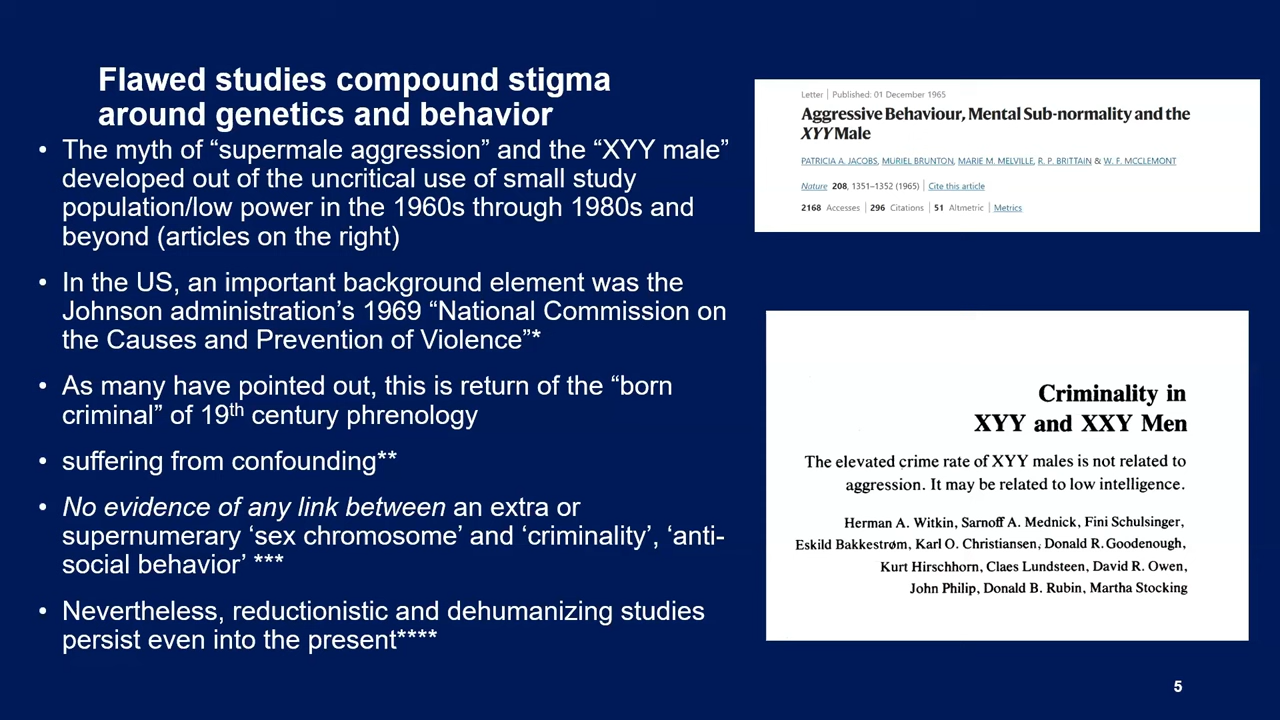 Flawed studies compound stigma
around genetics and behavior
• The myth of “supermale aggression” and the “XYY male”
developed out of the uncritical use of small study
population/low power in the 1960s through 1980s and
beyond (articles on the right)
• In the US, an important background element was the
Johnson administration’s 1969 “National Commission on
the Causes and Prevention of Violence”*
• As many have pointed out, this is return of the “born
criminal” of 19th century phrenology
• suffering from confounding**
• No evidence of any link between an extra or
supernumerary ‘sex chromosome’ and ‘criminality’, ‘anti-
social behavior’ ***
• Nevertheless, reductionistic and dehumanizing studies
persist even into the present****
Letter | Published: 01 December 1965
Aggressive Behaviour, Mental Sub-normality and the
XYY Male
PATRICIA A. JACOBS, MURIEL BRUNTON, MARIE M. MELVILLE, R. P. BRITTAIN & W. F. MCCLEMONT
Nature 208, 1351–1352 (1965) | Cite this article
2168 Accesses | 296 Citations | 51 Altmetric | Metrics
Criminality in
XYY and XXY Men
The elevated crime rate of XYY males is not related to
aggression. It may be related to low intelligence.
Herman A. Witkin, Sarnoff A. Mednick, Fini Schulsinger,
Eskild Bakkestrøm, Karl O. Christiansen, Donald R. Goodenough,
Kurt Hirschhorn, Claes Lundsteen, David R. Owen,
John Philip, Donald B. Rubin, Martha Stocking
5